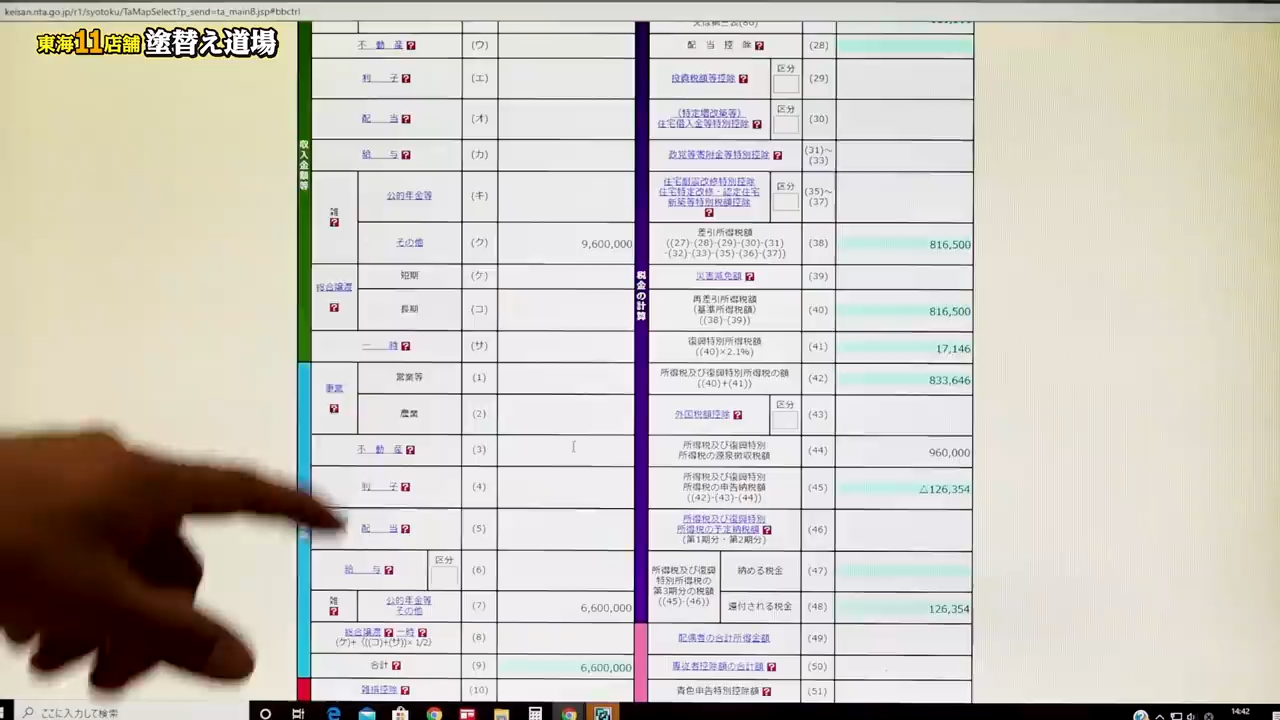 keisan.nta.go.jp/r1/syotoku/TaMapSelect?p_send=ta_mainB.jsp#bbctrl
東海11店舗 塗替え道場
収入金額等
不動産 ? (ウ)
利子 ? (エ)
配当 ? (オ)
給与 ? (カ)
雑 ?
公的年金等 (キ)
その他 (ク) 9,600,000
総合譲渡 ?
短期 (ケ)
長期 (コ)
一時 ? (サ)
事業 ?
営業等 (1)
農業 (2)
不動産 ? (3)
利子 ?
配当 ?
給与 ? 区分 (6)
雑 ?
公的年金等
その他 (7) 6,600,000
総合譲渡 ? 一時 ?
(ケ)+{((コ)+(サ))×1/2} (8)
合計 ? (9) 6,600,000
雑損控除 ? (10)
税金の計算
配当控除 ? (28)
投資税額等控除 ? 区分 (29)
(特定増改築等)
住宅借入金等特別控除 ? 区分 (30)
政党等寄附金等特別控除 ? (31)~(33)
住宅耐震改修特別控除
住宅特定改修・認定住宅
新築等特別税額控除 ? 区分 (35)~(37)
差引所得税額
((27)-(28)-(29)-(30)-(31)
-(32)-(33)-(35)-(36)-(37)) (38) 816,500
災害減免額 ? (39)
再差引所得税額
(基準所得税額)
((38)-(39)) (40) 816,500
復興特別所得税額
((40)×2.1%) (41) 17,146
所得税及び復興特別所得税の額
((40)+(41)) (42) 833,646
外国税額控除 ? 区分 (43)
所得税及び復興特別
所得税の源泉徴収税額 (44) 960,000
所得税及び復興特別
所得税の申告納税額
((42)-(43)-(44)) (45) △126,354
所得税及び復興特別
所得税の予定納税額 ?
(第1期分・第2期分) (46)
所得税及び復興
特別所得税の
第3期分の税額
((45)-(46))
納める税金 (47)
還付される税金 (48) 126,354
配偶者の合計所得金額 (49)
専従者控除額の合計額 ? (50)
青色申告特別控除額 ? (51)
ここに入力して検索
14:42